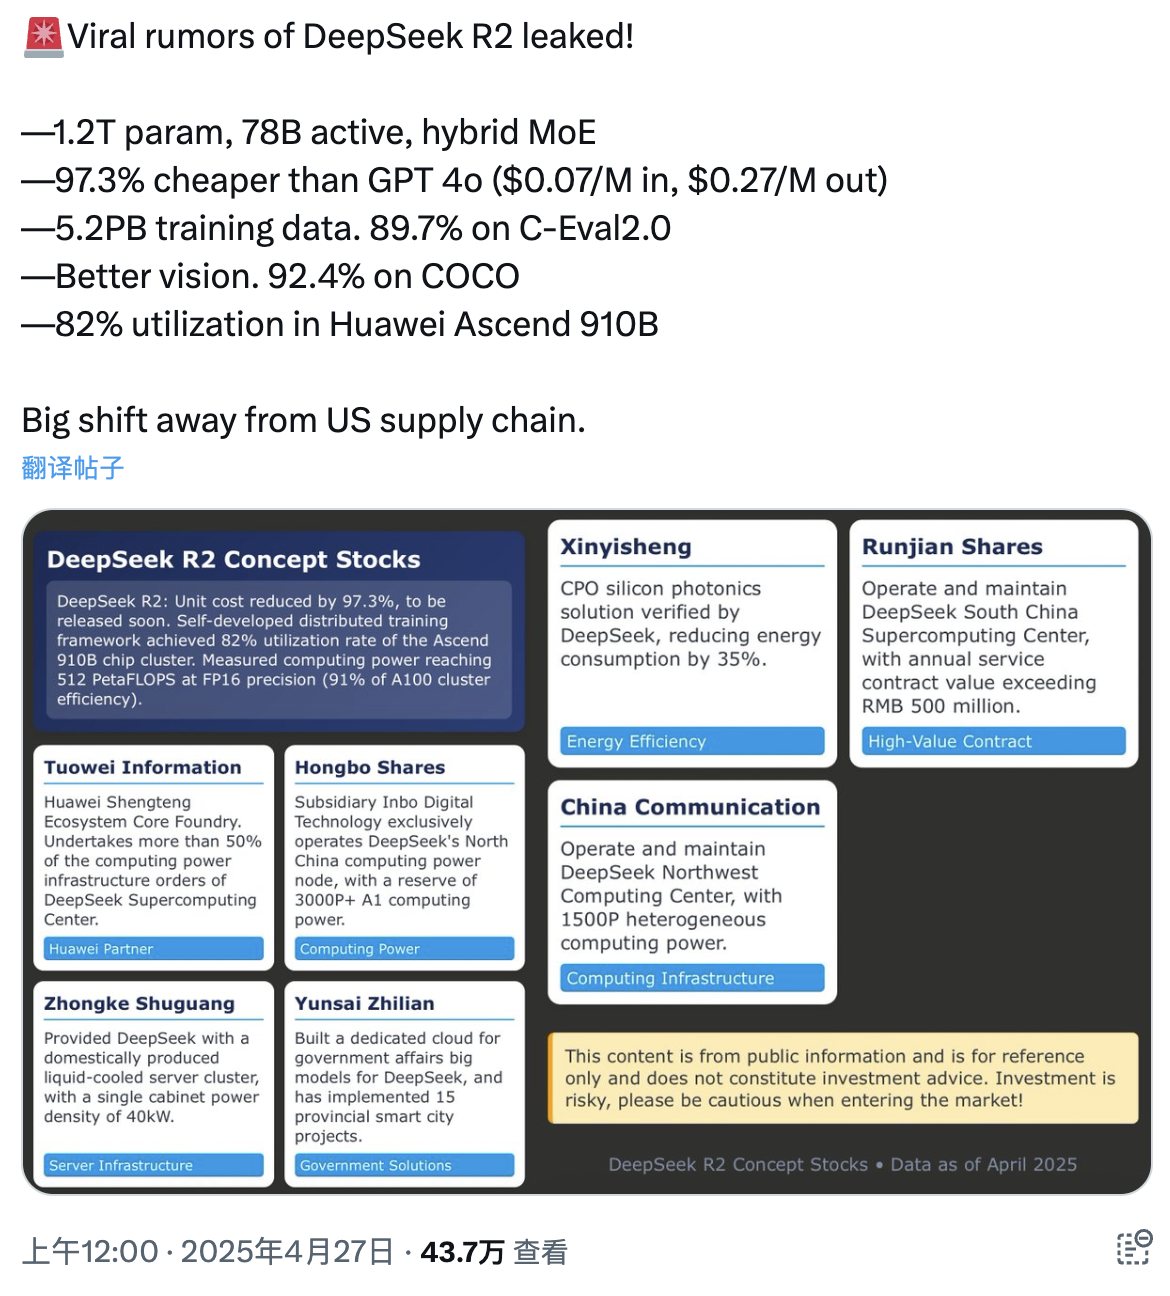 🚨Viral rumors of DeepSeek R2 leaked!
—1.2T param, 78B active, hybrid MoE
—97.3% cheaper than GPT 4o ($0.07/M in, $0.27/M out)
—5.2PB training data. 89.7% on C-Eval2.0
—Better vision. 92.4% on COCO
—82% utilization in Huawei Ascend 910B
Big shift away from US supply chain.
翻译帖子
DeepSeek R2 Concept Stocks
DeepSeek R2: Unit cost reduced by 97.3%, to be
released soon. Self-developed distributed training
framework achieved 82% utilization rate of the Ascend
910B chip cluster. Measured computing power reaching
512 PetaFLOPS at FP16 precision (91% of A100 cluster
efficiency).
Tuowei Information
Huawei Shengteng
Ecosystem Core Foundry.
Undertakes more than 50%
of the computing power
infrastructure orders of
DeepSeek Supercomputing
Center.
Huawei Partner
Hongbo Shares
Subsidiary Inbo Digital
Technology exclusively
operates DeepSeek's North
China computing power
node, with a reserve of
3000P+ A1 computing
power.
Computing Power
Zhongke Shuguang
Provided DeepSeek with a
domestically produced
liquid-cooled server cluster,
with a single cabinet power
density of 40kW.
Server Infrastructure
Yunsai Zhilian
Built a dedicated cloud for
government affairs big
models for DeepSeek, and
has implemented 15
provincial smart city
projects.
Government Solutions
Xinyisheng
CPO silicon photonics
solution verified by
DeepSeek, reducing energy
consumption by 35%.
Energy Efficiency
Runjian Shares
Operate and maintain
DeepSeek South China
Supercomputing Center,
with annual service
contract value exceeding
RMB 500 million.
High-Value Contract
China Communication
Operate and maintain
DeepSeek Northwest
Computing Center, with
1500P heterogeneous
computing power.
Computing Infrastructure
This content is from public information and is for reference
only and does not constitute investment advice. Investment is
risky, please be cautious when entering the market!
DeepSeek R2 Concept Stocks • Data as of April 2025
上午12:00 · 2025年4月27日 · 43.7万 查看